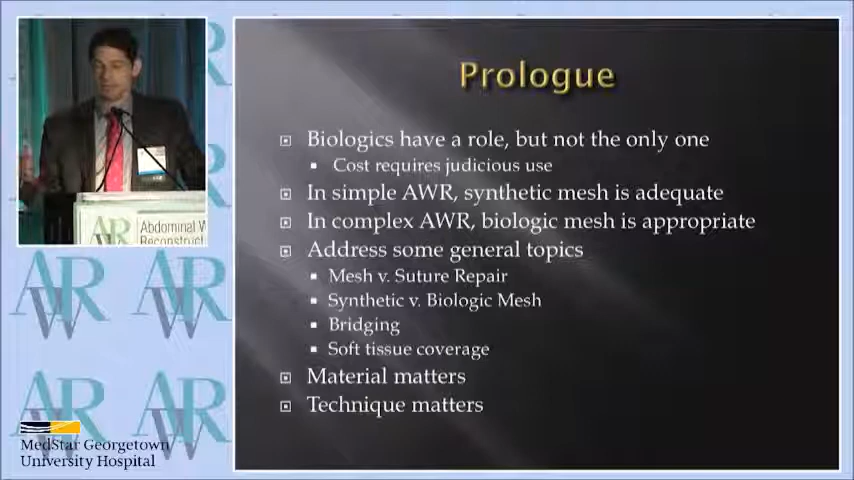 Prologue
Biologics have a role, but not the only one
Cost requires judicious use
In simple AWR, synthetic mesh is adequate
In complex AWR, biologic mesh is appropriate
Address some general topics
Mesh v. Suture Repair
Synthetic v. Biologic Mesh
Bridging
Soft tissue coverage
Material matters
Technique matters
AR
Abdominal W
Reconstruct
AWR
AWR
AWR
AWR
MedStar Georgetown
University Hospital